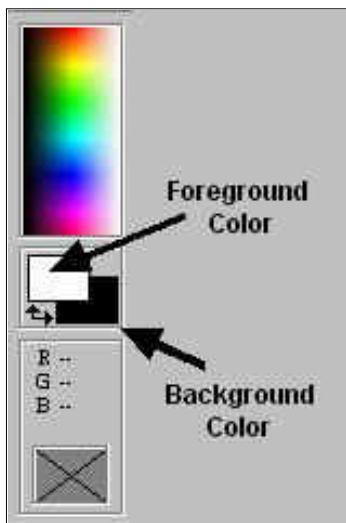 Foreground
Color
R --
G --
B --
Background
Color